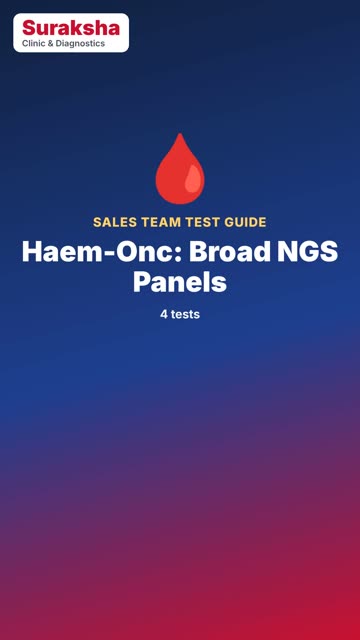 Suraksha
Clinic & Diagnostics
SALES TEAM TEST GUIDE
Haem-Onc: Broad NGS
Panels
4 tests